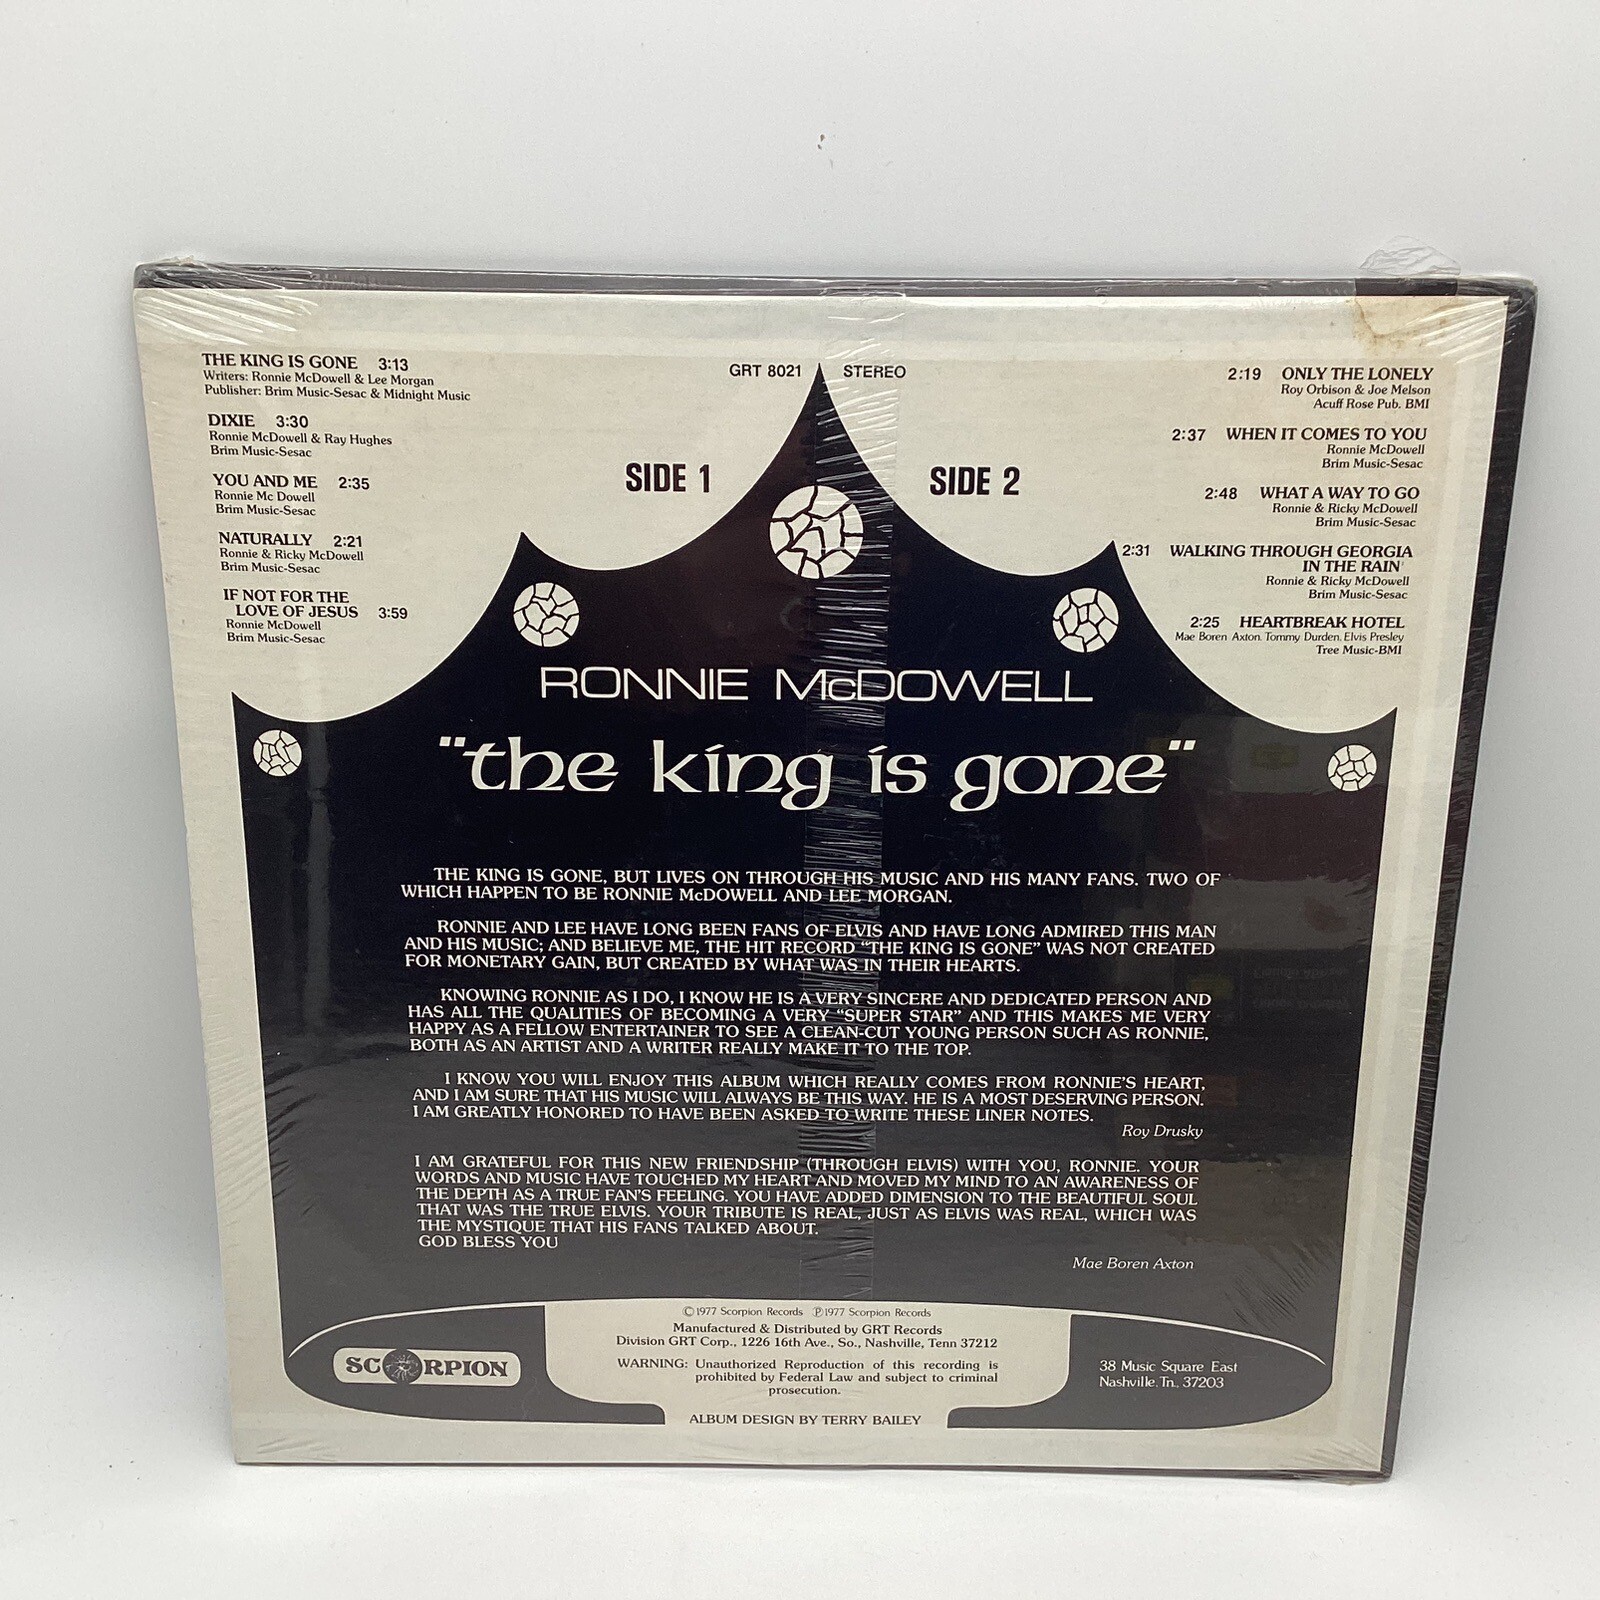 THE KING IS GONE 3:13
Writers: Ronnie McDowell & Lee Morgan
Publisher: Brim Music-Sesac & Midnight Music
DIXIE 3:30
Ronnie McDowell & Ray Hughes
Brim Music-Sesac
YOU AND ME 2:35
Ronnie Mc Dowell
Brim Music-Sesac
NATURALLY 2:21
Ronnie & Ricky McDowell
Brim Music-Sesac
IF NOT FOR THE
LOVE OF JESUS 3:59
Ronnie McDowell
Brim Music-Sesac
GRT 8021 STEREO
SIDE 1
SIDE 2
2:19 ONLY THE LONELY
Roy Orbison & Joe Melson
Acuff Rose Pub. BMI
2:37 WHEN IT COMES TO YOU
Ronnie McDowell
Brim Music-Sesac
2:48 WHAT A WAY TO GO
Ronnie & Ricky McDowell
Brim Music-Sesac
2:31 WALKING THROUGH GEORGIA
IN THE RAIN
Ronnie & Ricky McDowell
Brim Music-Sesac
2:25 HEARTBREAK HOTEL
Mae Boren Axton, Tommy Durden, Elvis Presley
Tree Music-BMI
RONNIE McDOWELL
"the king is gone"
THE KING IS GONE, BUT LIVES ON THROUGH HIS MUSIC AND HIS MANY FANS. TWO OF
WHICH HAPPEN TO BE RONNIE McDOWELL AND LEE MORGAN.
RONNIE AND LEE HAVE LONG BEEN FANS OF ELVIS AND HAVE LONG ADMIRED THIS MAN
AND HIS MUSIC; AND BELIEVE ME, THE HIT RECORD "THE KING IS GONE" WAS NOT CREATED
FOR MONETARY GAIN, BUT CREATED BY WHAT WAS IN THEIR HEARTS.
KNOWING RONNIE AS I DO, I KNOW HE IS A VERY SINCERE AND DEDICATED PERSON AND
HAS ALL THE QUALITIES OF BECOMING A VERY "SUPER STAR" AND THIS MAKES ME VERY
HAPPY AS A FELLOW ENTERTAINER TO SEE A CLEAN-CUT YOUNG PERSON SUCH AS RONNIE,
BOTH AS AN ARTIST AND A WRITER REALLY MAKE IT TO THE TOP.
I KNOW YOU WILL ENJOY THIS ALBUM WHICH REALLY COMES FROM RONNIE'S HEART,
AND I AM SURE THAT HIS MUSIC WILL ALWAYS BE THIS WAY. HE IS A MOST DESERVING PERSON.
I AM GREATLY HONORED TO HAVE BEEN ASKED TO WRITE THESE LINER NOTES.
Roy Drusky
I AM GRATEFUL FOR THIS NEW FRIENDSHIP (THROUGH ELVIS) WITH YOU, RONNIE. YOUR
WORDS AND MUSIC HAVE TOUCHED MY HEART AND MOVED MY MIND TO AN AWARENESS OF
THE DEPTH AS A TRUE FAN'S FEELING. YOU HAVE ADDED DIMENSION TO THE BEAUTIFUL SOUL
THAT WAS THE TRUE ELVIS. YOUR TRIBUTE IS REAL, JUST AS ELVIS WAS REAL, WHICH WAS
THE MYSTIQUE THAT HIS FANS TALKED ABOUT.
GOD BLESS YOU
Mae Boren Axton
SCORPION
© 1977 Scorpion Records ℗ 1977 Scorpion Records
Manufactured & Distributed by GRT Records
Division GRT Corp., 1226 16th Ave., So., Nashville, Tenn 37212
WARNING: Unauthorized Reproduction of this recording is
prohibited by Federal Law and subject to criminal
prosecution.
ALBUM DESIGN BY TERRY BAILEY
38 Music Square East
Nashville, Tn., 37203